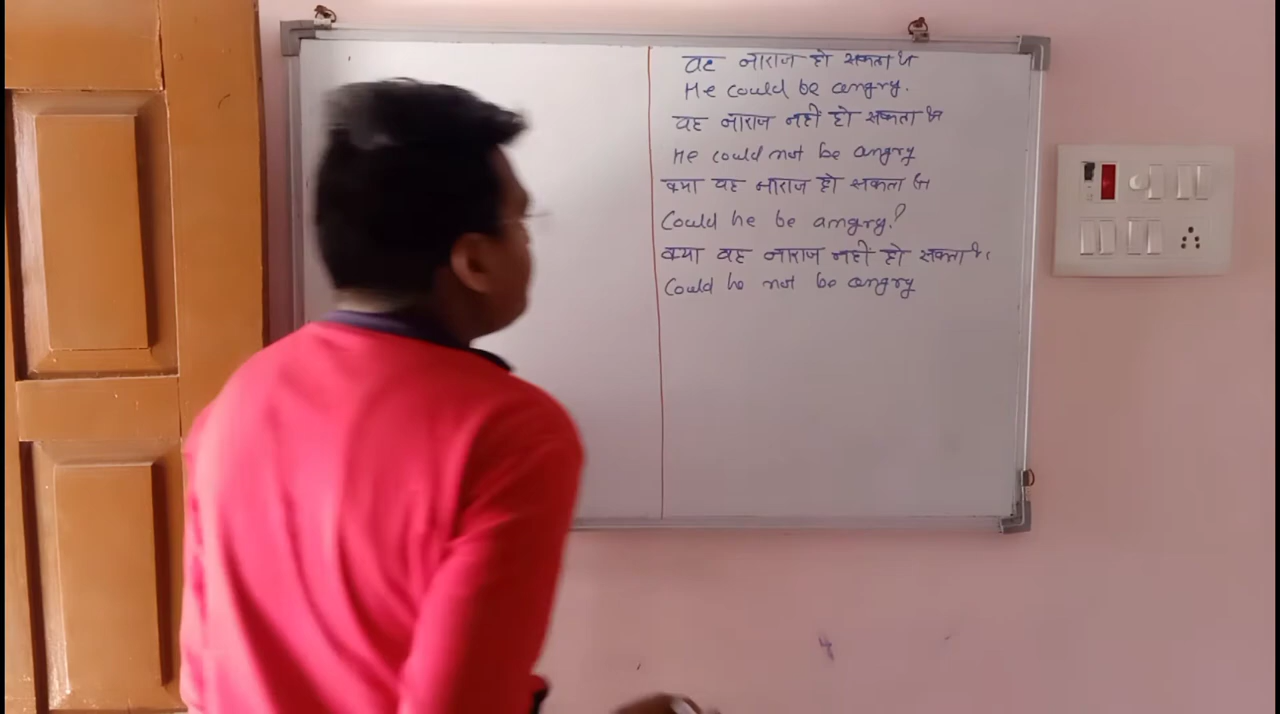 वह नाराज हो सकता था
He could be angry.
वह नाराज नहीं हो सकता था
He could not be angry
क्या वह नाराज हो सकता था
Could he be angry?
क्या वह नाराज नहीं हो सकता था
Could he not be angry